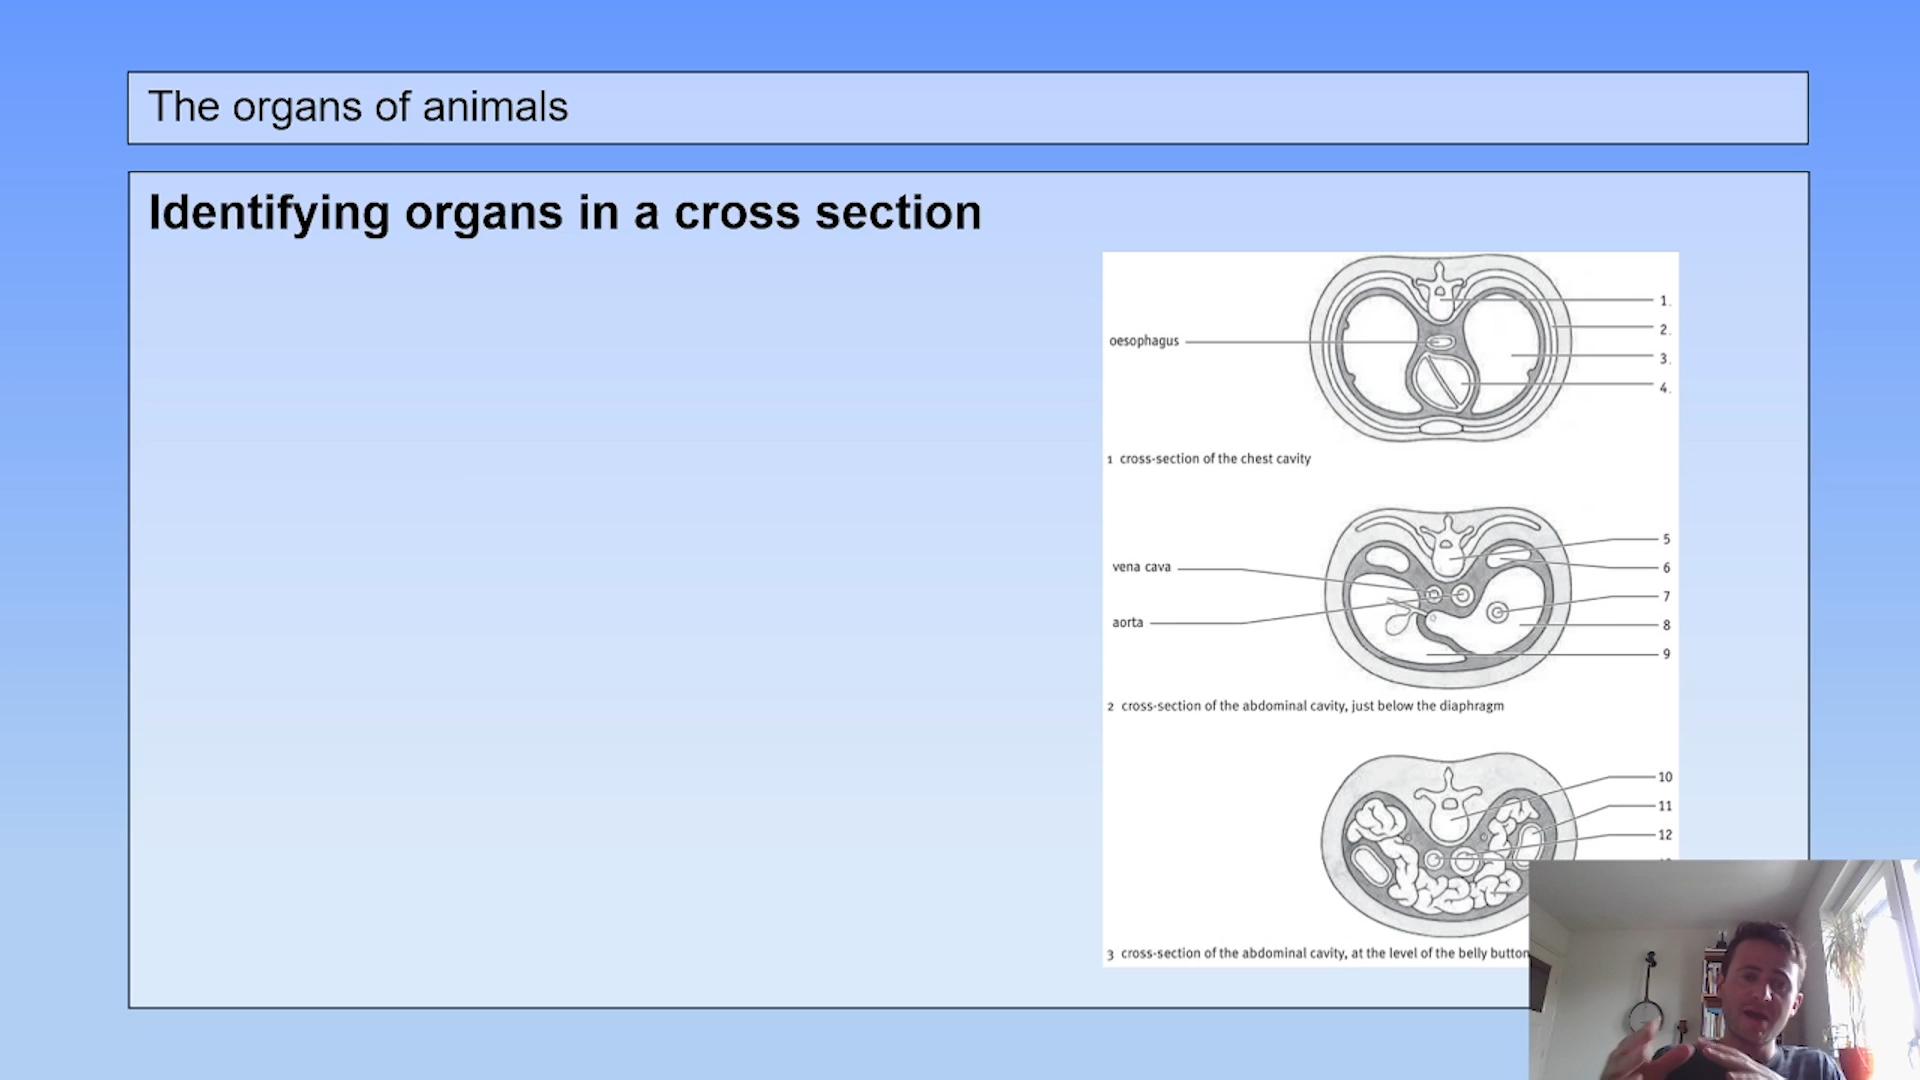 The organs of animals
Identifying organs in a cross section
oesophagus
1.
2.
3.
4.
1 cross-section of the chest cavity
vena cava
aorta
5
6
7
8
9
2 cross-section of the abdominal cavity, just below the diaphragm
10
11
12
3 cross-section of the abdominal cavity, at the level of the belly button